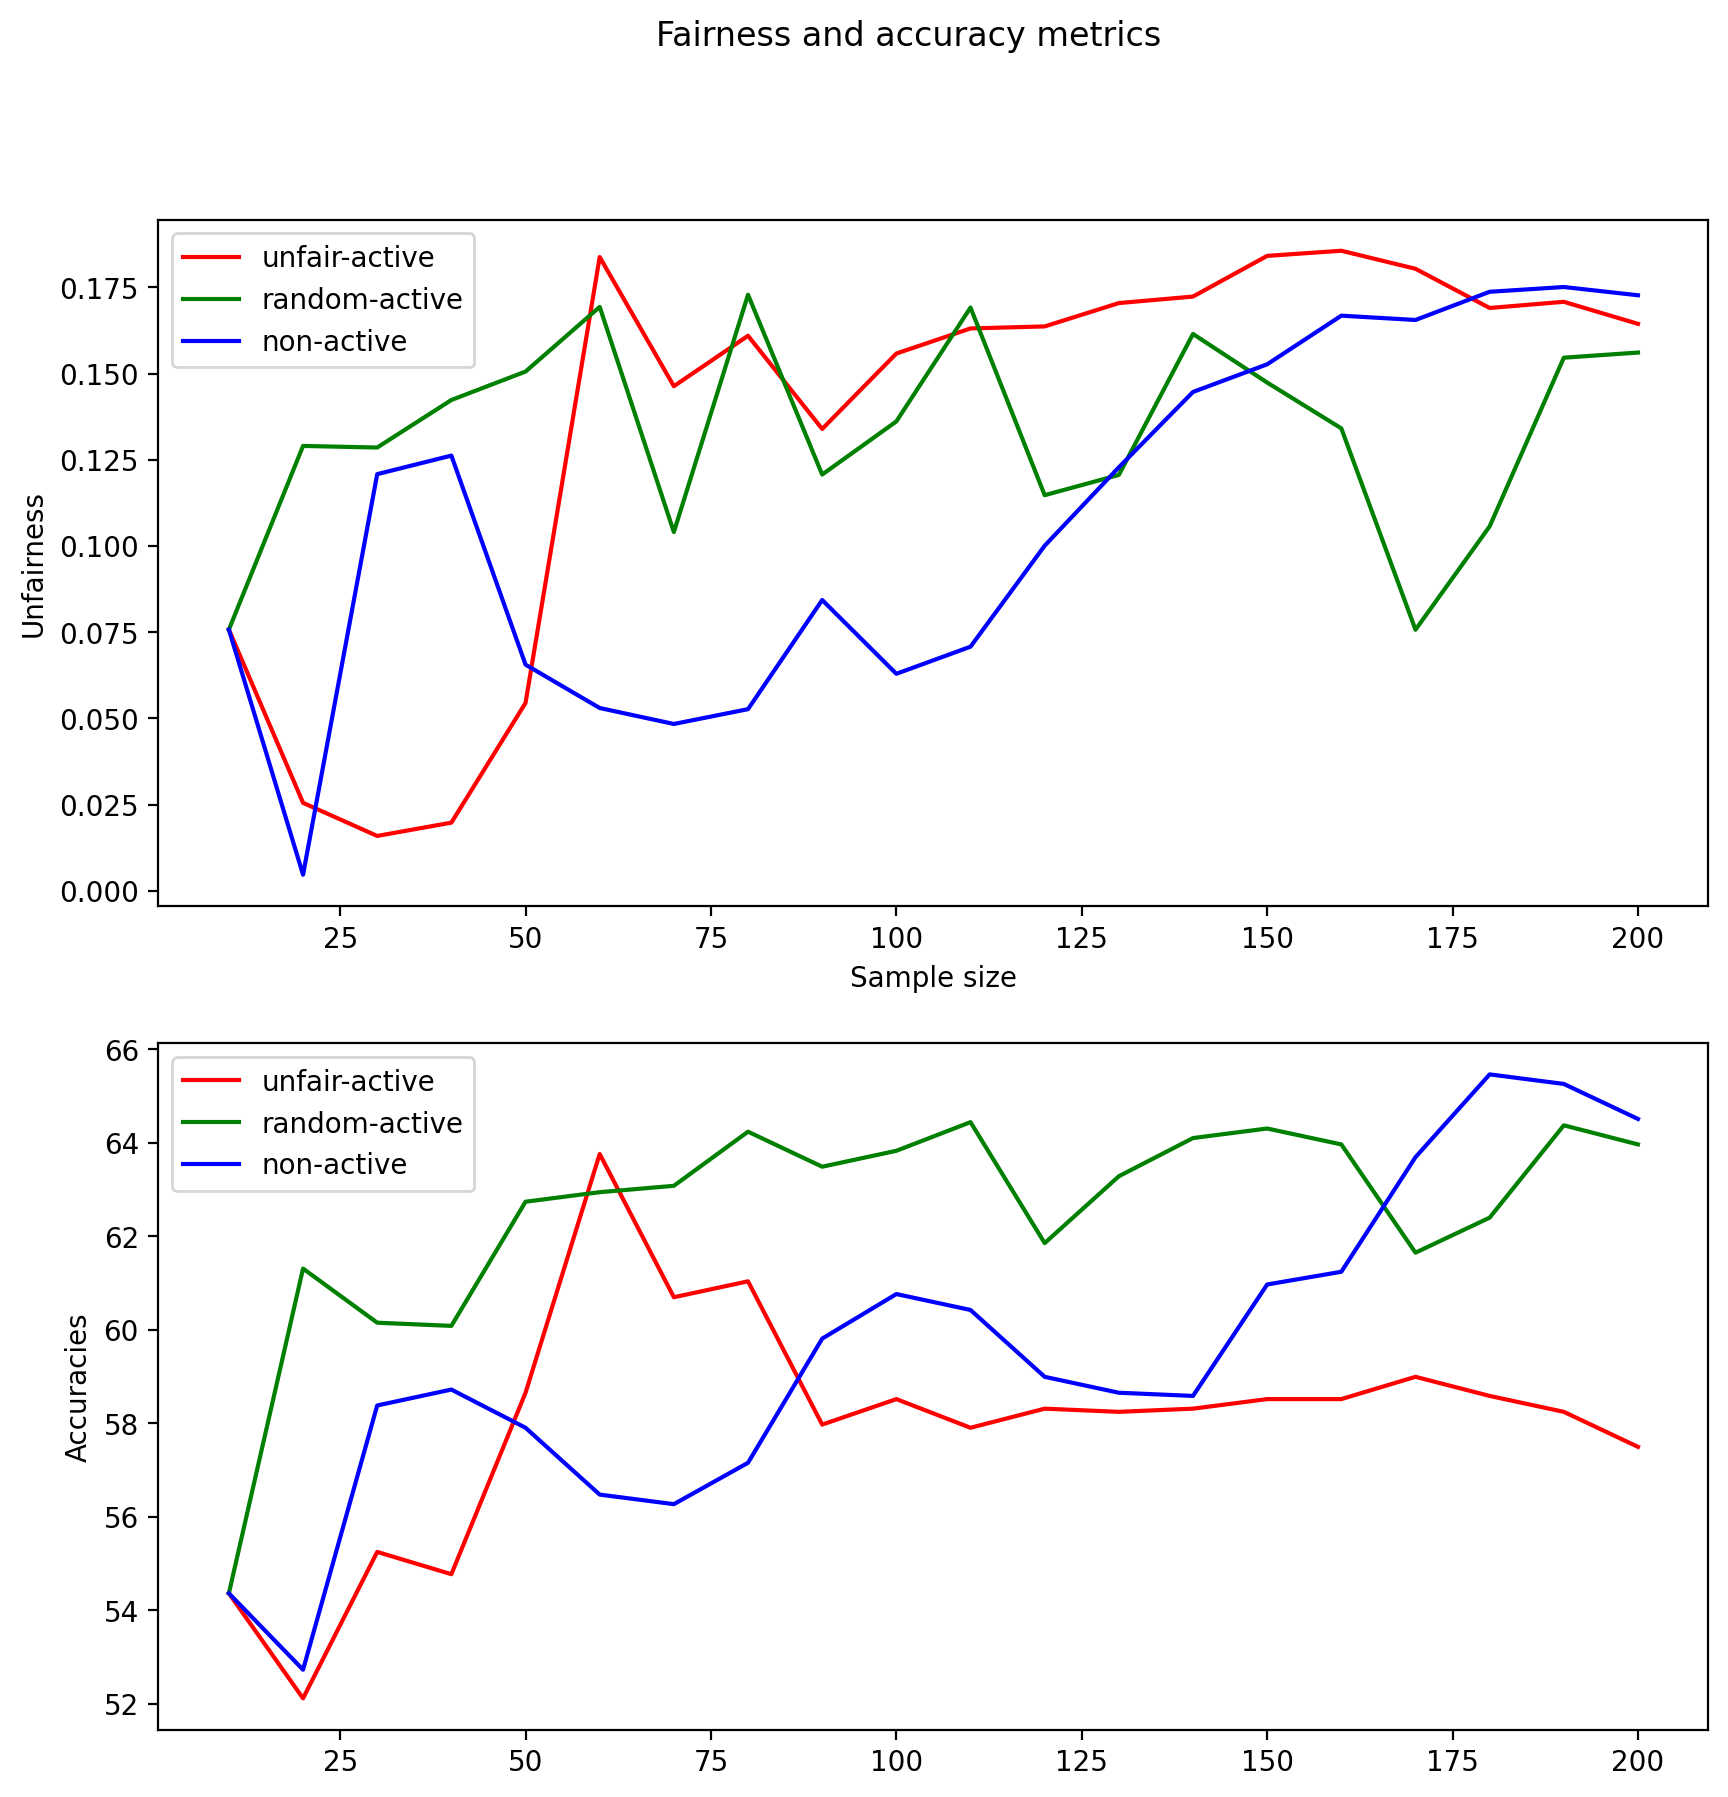 Fairness and accuracy metrics
unfair-active
random-active
non-active
0.175
0.150
0.125
0.100
0.075
0.050
0.025
0.000
Unfairness
25 50 75 100 125 150 175 200
Sample size
unfair-active
random-active
non-active
66
64
62
60
58
56
54
52
Accuracies
25 50 75 100 125 150 175 200